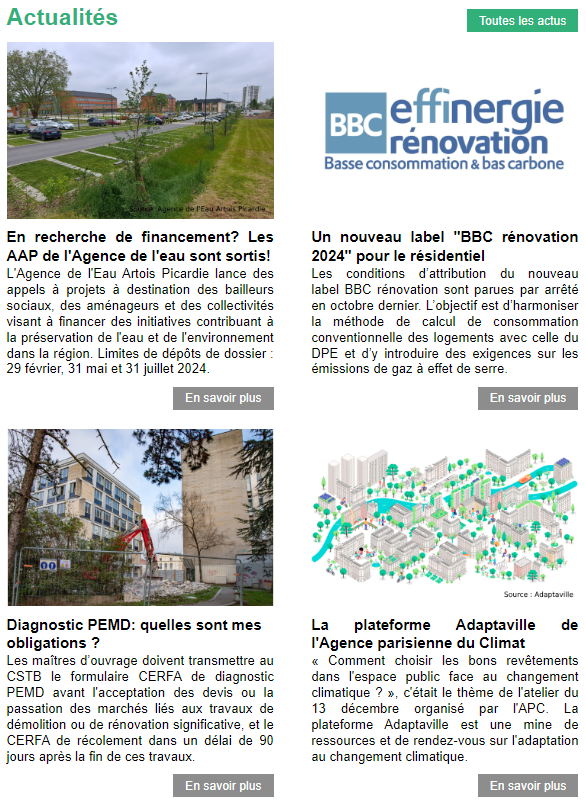 Actualités
Toutes les actus
Source: Agence de l'Eau Artois Picardie
En recherche de financement? Les
AAP de l'Agence de l'eau sont sortis!
L'Agence de l'Eau Artois Picardie lance des
appels à projets à destination des bailleurs
sociaux, des aménageurs et des collectivités
visant à financer des initiatives contribuant à
la préservation de l'eau et de l'environnement
dans la région. Limites de dépôts de dossier :
29 février, 31 mai et 31 juillet 2024.
En savoir plus
BBC
effinergie
rénovation
Basse consommation & bas carbone
Un nouveau label "BBC rénovation
2024" pour le résidentiel
Les conditions d’attribution du nouveau
label BBC rénovation sont parues par arrêté
en octobre dernier. L’objectif est d’harmoniser
la méthode de calcul de consommation
conventionnelle des logements avec celle du
DPE et d’y introduire des exigences sur les
émissions de gaz à effet de serre.
En savoir plus
Diagnostic PEMD: quelles sont mes
obligations ?
Les maîtres d’ouvrage doivent transmettre au
CSTB le formulaire CERFA de diagnostic
PEMD avant l'acceptation des devis ou la
passation des marchés liés aux travaux de
démolition ou de rénovation significative, et le
CERFA de récolement dans un délai de 90
jours après la fin de ces travaux.
En savoir plus
Source : Adaptaville
La plateforme Adaptaville de
l'Agence parisienne du Climat
« Comment choisir les bons revêtements
dans l'espace public face au changement
climatique ? », c'était le thème de l'atelier du
13 décembre organisé par l'APC. La
plateforme Adaptaville est une mine de
ressources et de rendez-vous sur l'adaptation
au changement climatique.
En savoir plus